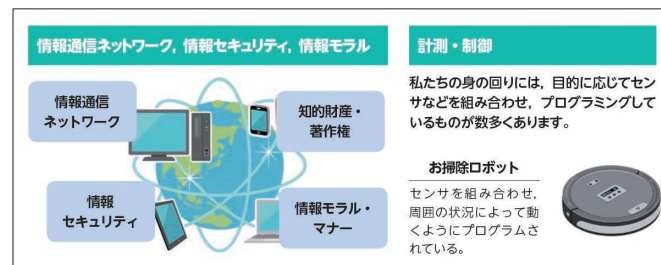 情報通信ネットワーク，情報セキュリティ，情報モラル
情報通信
ネットワーク
知的財産・
著作権
情報
セキュリティ
情報モラル・
マナー
計測・制御
私たちの身の回りには，目的に応じてセン
サなどを組み合わせ，プログラミングして
いるものが数多くあります。
お掃除ロボット
センサを組み合わせ，
周囲の状況によって動
くようにプログラムさ
れている。